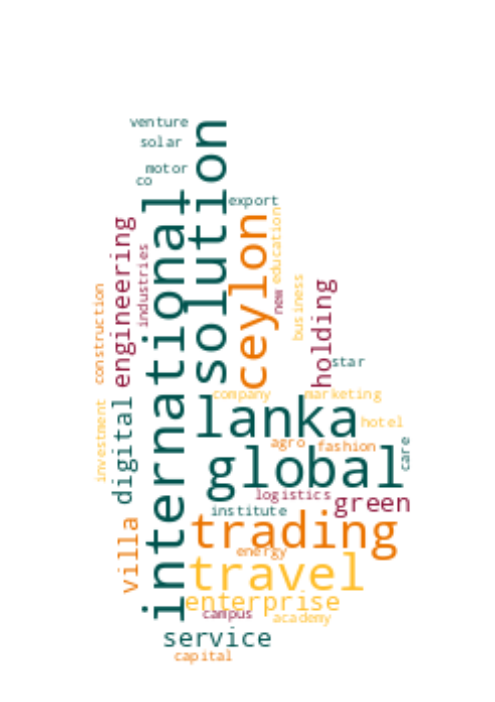 venture
solar
motor
co
international
solution
export
ceylon
education
new
engineering
industries
construction
business
holding
star
company
marketing
lanka
hotel
investment
digital
agro
fashion
care
global
logistics
green
institute
trading
villa
energy
travel
enterprise
campus
academy
service
capital